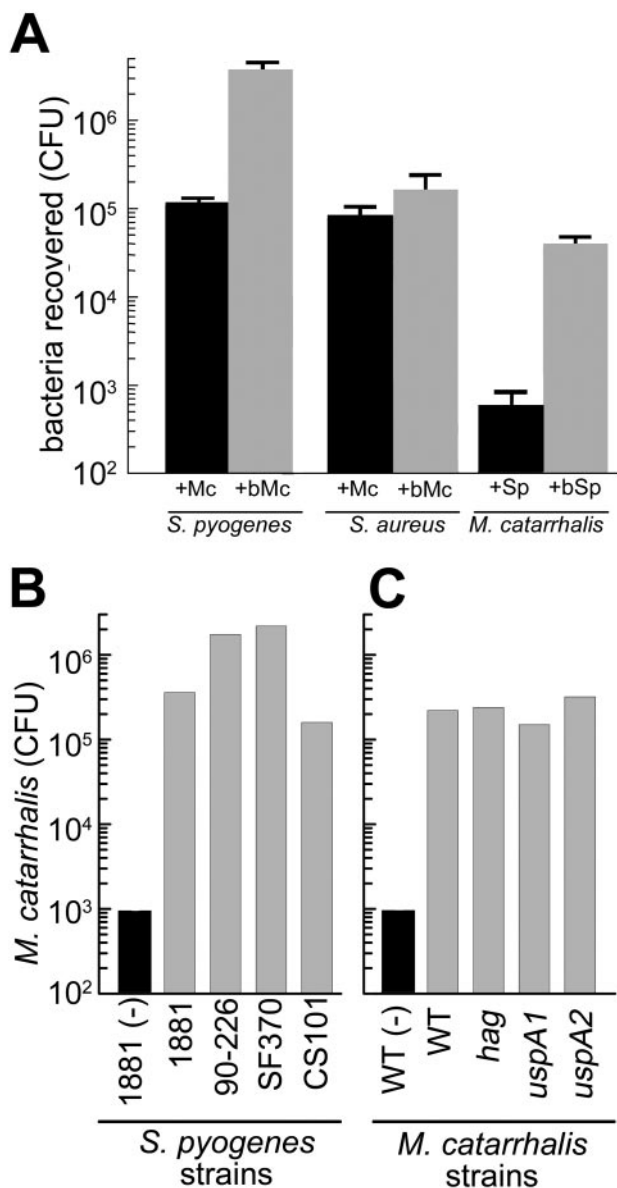 A
bacteria recovered (CFU)
10⁶
10⁵
10⁴
10³
10²
+Mc +bMc +Mc +bMc +Sp +bSp
S. pyogenes S. aureus M. catarrhalis
B C
M. catarrhalis (CFU)
10⁶
10⁵
10⁴
10³
10²
1881 (-)
1881
90-226
SF370
CS101
WT (-)
WT
hag
uspA1
uspA2
S. pyogenes M. catarrhalis
strains strains